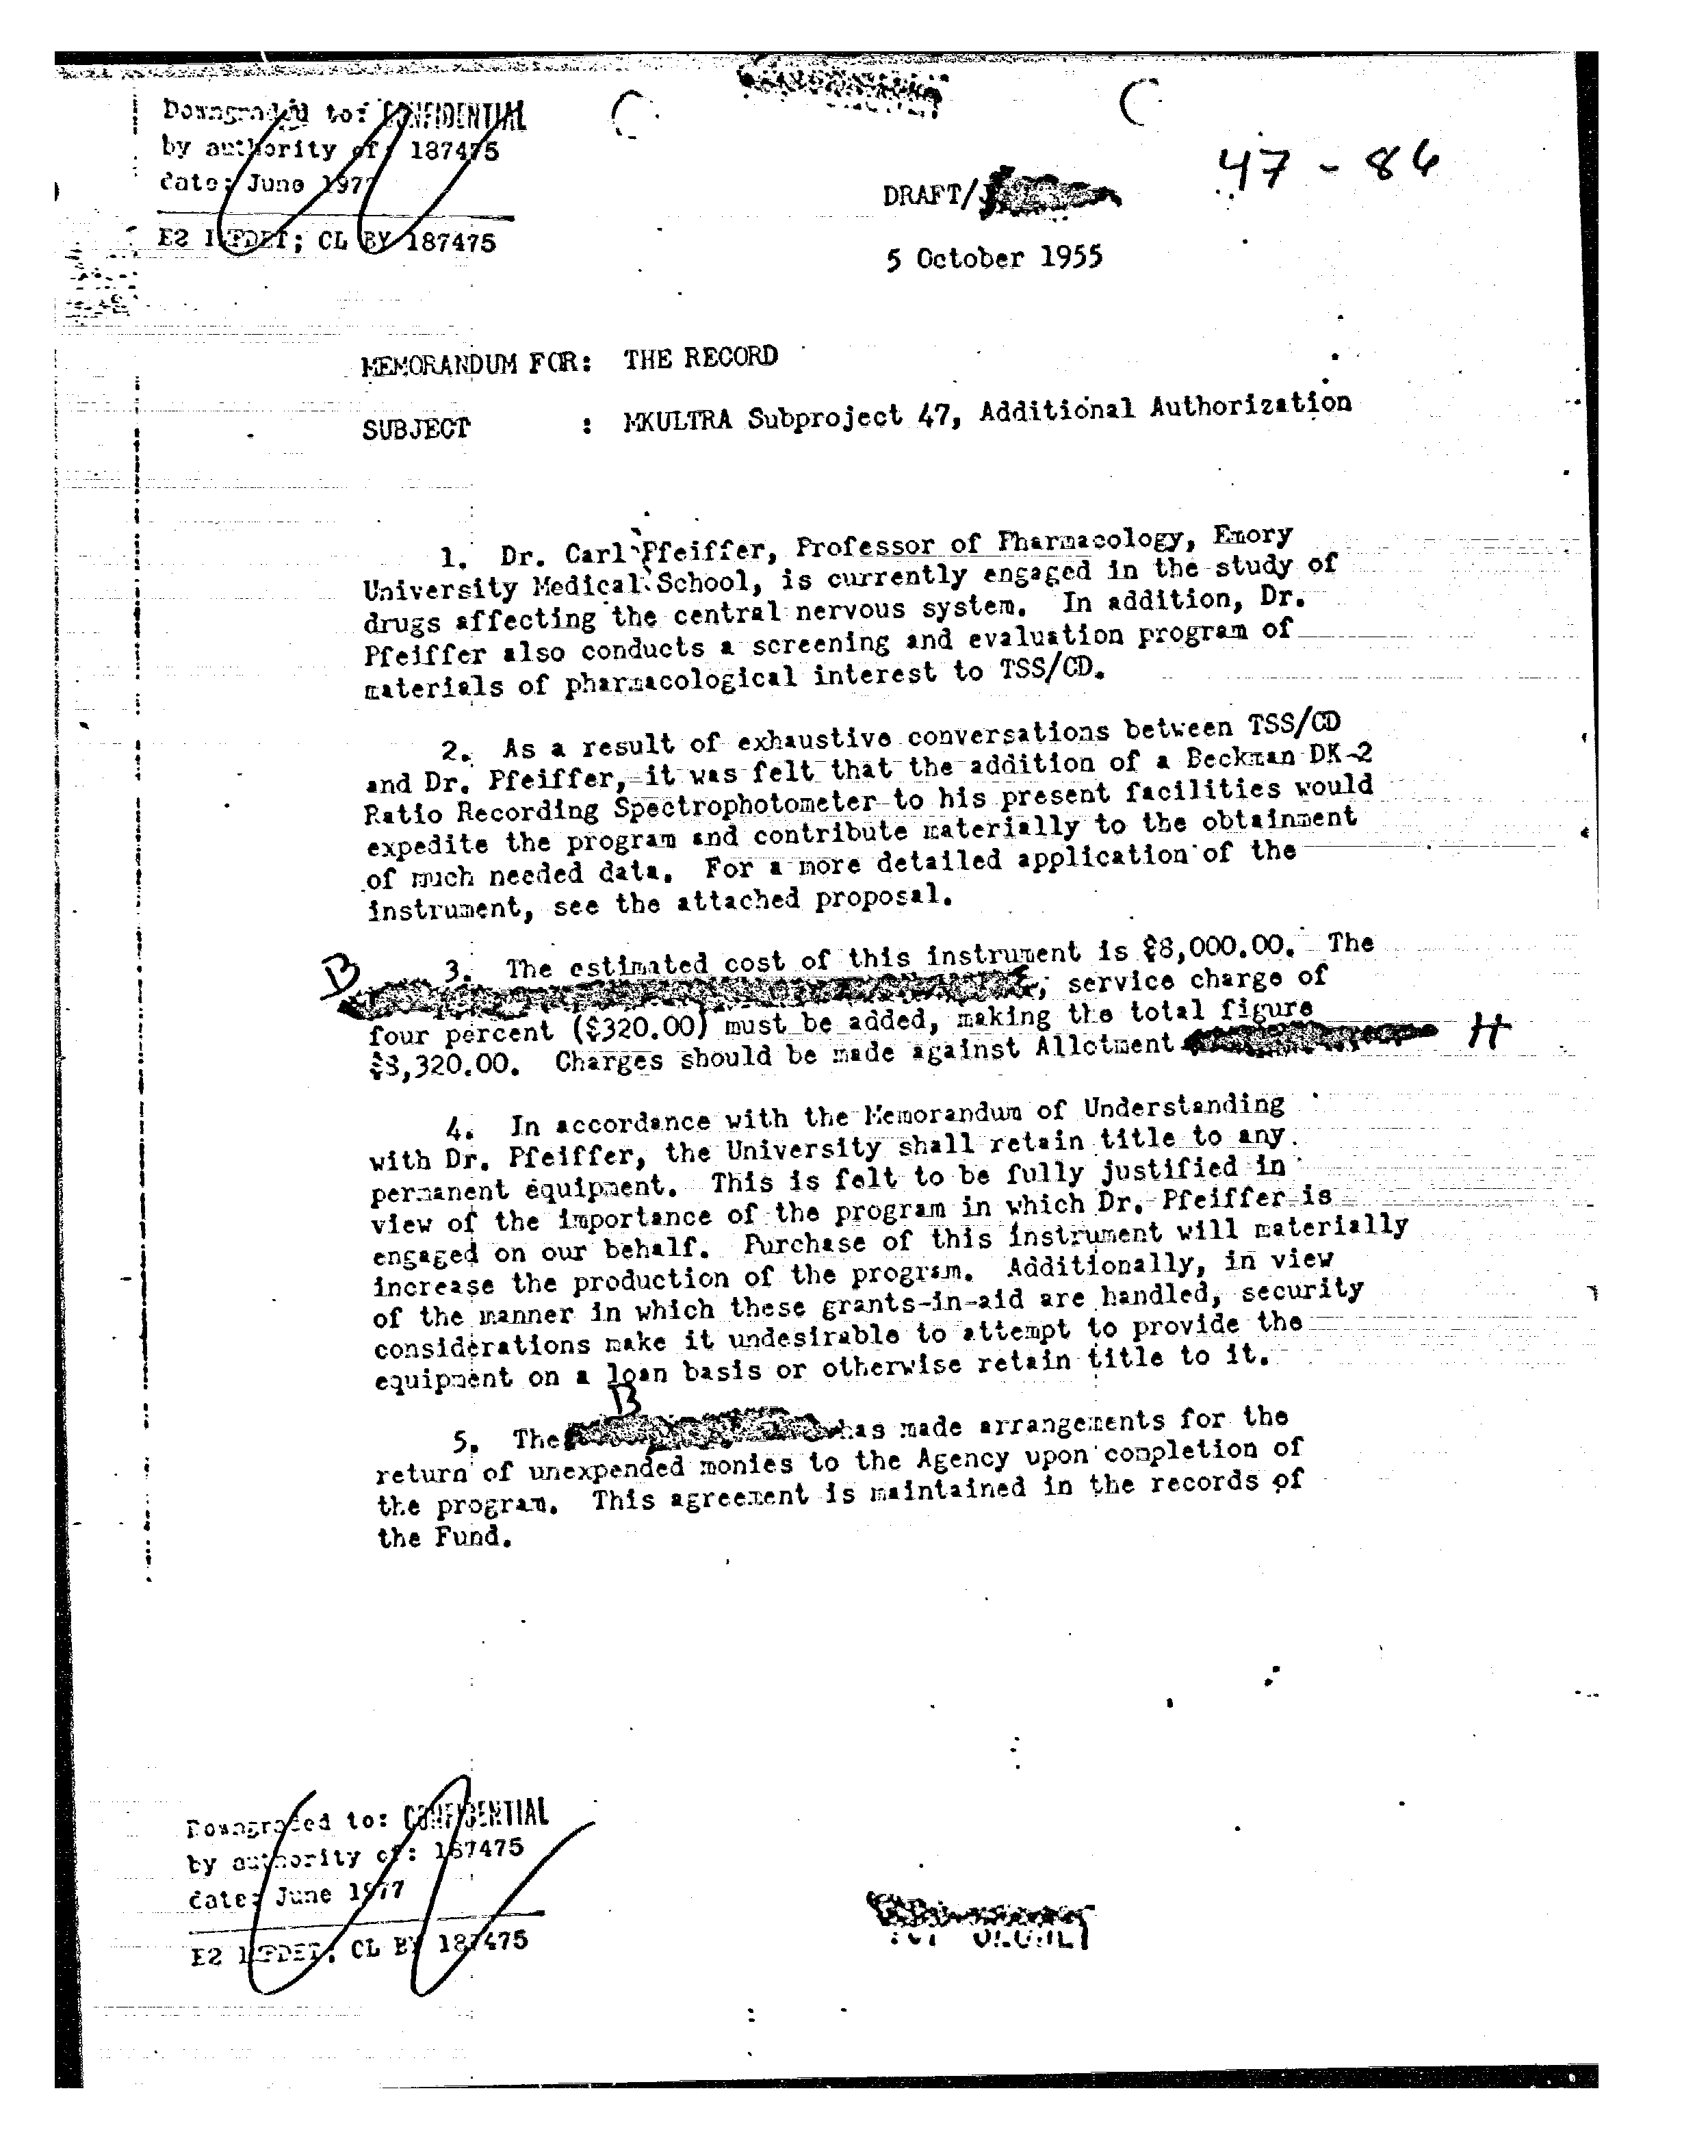 Downgraded to: CONFIDENTIAL
by authority of: 187475
date: June 1977
E2 IMPDET; CL BY 187475
47 - 86
DRAFT/
5 October 1955
MEMORANDUM FOR: THE RECORD
SUBJECT : MKULTRA Subproject 47, Additional Authorization
1. Dr. Carl Pfeiffer, Professor of Pharmacology, Emory
University Medical School, is currently engaged in the study of
drugs affecting the central nervous system. In addition, Dr.
Pfeiffer also conducts a screening and evaluation program of
materials of pharmacological interest to TSS/CD.
2. As a result of exhaustive conversations between TSS/CD
and Dr. Pfeiffer, it was felt that the addition of a Beckman DK-2
Ratio Recording Spectrophotometer to his present facilities would
expedite the program and contribute materially to the obtainment
of much needed data. For a more detailed application of the
instrument, see the attached proposal.
B
3. The estimated cost of this instrument is $8,000.00. The
; service charge of
four percent ($320.00) must be added, making the total figure
$8,320.00. Charges should be made against Allotment H
4. In accordance with the Memorandum of Understanding
with Dr. Pfeiffer, the University shall retain title to any
permanent equipment. This is felt to be fully justified in
view of the importance of the program in which Dr. Pfeiffer is
engaged on our behalf. Purchase of this instrument will materially
increase the production of the program. Additionally, in view
of the manner in which these grants-in-aid are handled, security
considerations make it undesirable to attempt to provide the
equipment on a loan basis or otherwise retain title to it.
B
5. The has made arrangements for the
return of unexpended monies to the Agency upon completion of
the program. This agreement is maintained in the records of
the Fund.
Downgraded to: CONFIDENTIAL
by authority of: 187475
date: June 1977
E2 IMPDET; CL BY 187475